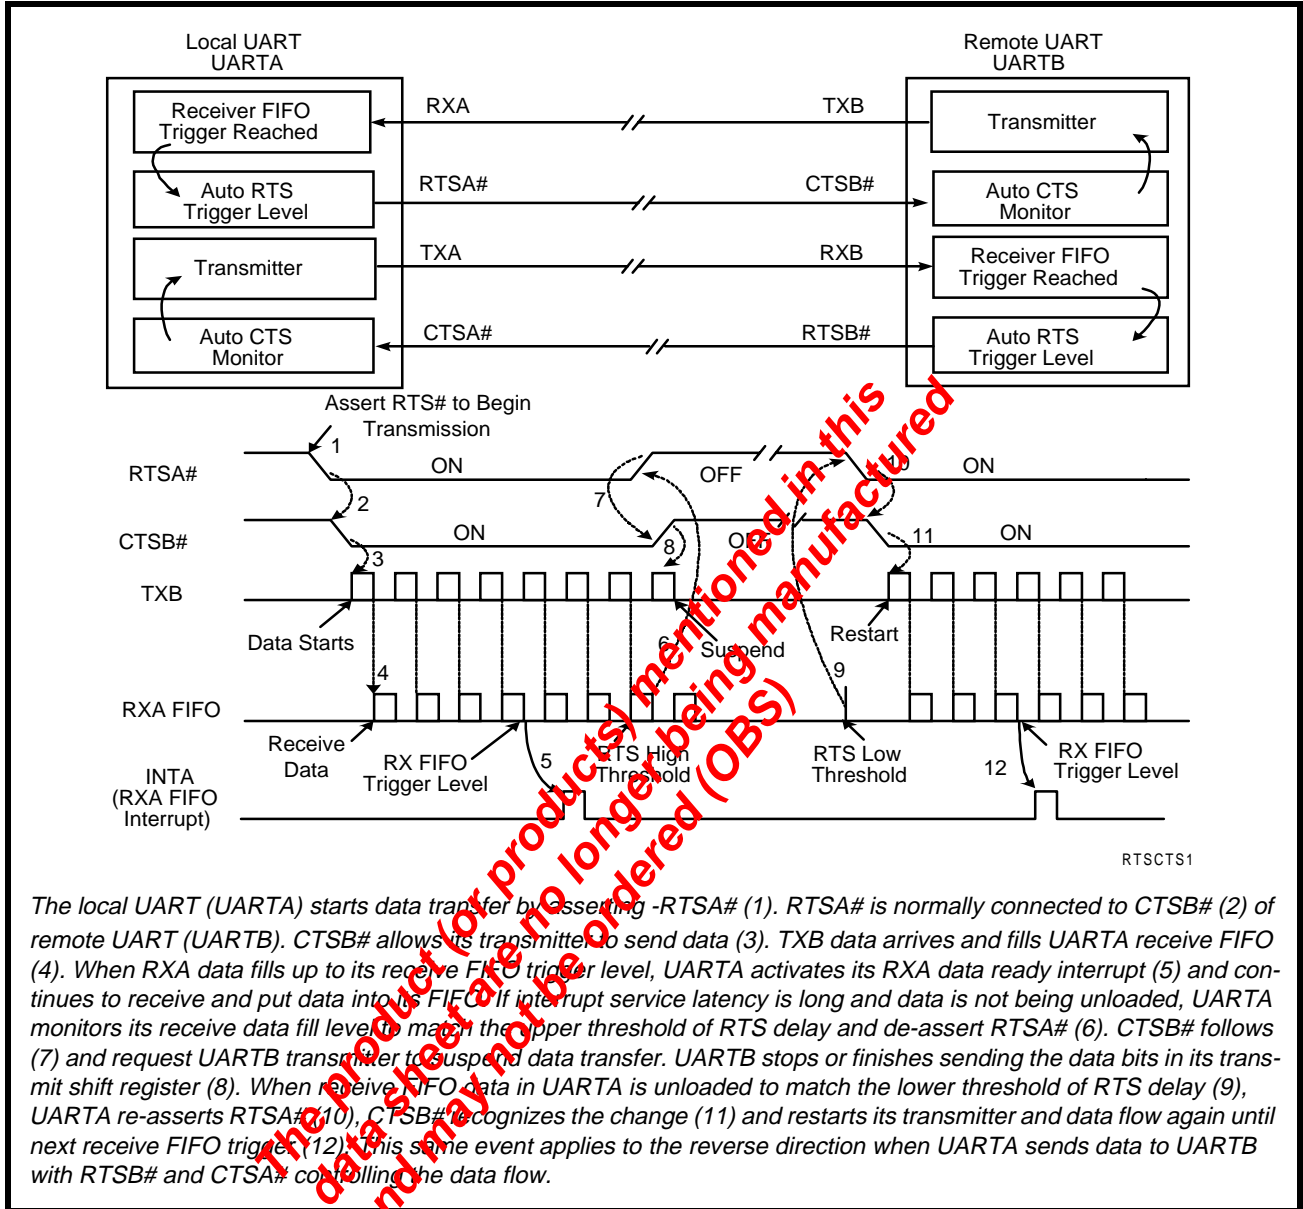 Local UART
UARTA
Remote UART
UARTB
Receiver FIFO
Trigger Reached
RXA
TXB
Transmitter
Auto RTS
Trigger Level
RTSA#
CTSB#
Auto CTS
Monitor
Transmitter
TXA
RXB
Receiver FIFO
Trigger Reached
Auto CTS
Monitor
CTSA#
RTSB#
Auto RTS
Trigger Level
Assert RTS# to Begin
Transmission
1
RTSA#
ON
OFF
10
ON
2
7
CTSB#
ON
8
OFF
11
ON
3
TXB
Data Starts
6
Suspend
Restart
4
9
RXA FIFO
Receive
Data
RX FIFO
Trigger Level
5
RTS High
Threshold
RTS Low
Threshold
12
RX FIFO
Trigger Level
INTA
(RXA FIFO
Interrupt)
RTSCTS1
The local UART (UARTA) starts data transfer by asserting -RTSA# (1). RTSA# is normally connected to CTSB# (2) of
remote UART (UARTB). CTSB# allows its transmitter to send data (3). TXB data arrives and fills UARTA receive FIFO
(4). When RXA data fills up to its receive FIFO trigger level, UARTA activates its RXA data ready interrupt (5) and con-
tinues to receive and put data into its FIFO. If interrupt service latency is long and data is not being unloaded, UARTA
monitors its receive data fill level to match the upper threshold of RTS delay and de-assert RTSA# (6). CTSB# follows
(7) and request UARTB transmitter to suspend data transfer. UARTB stops or finishes sending the data bits in its trans-
mit shift register (8). When receive FIFO data in UARTA is unloaded to match the lower threshold of RTS delay (9),
UARTA re-asserts RTSA# (10), CTSB# recognizes the change (11) and restarts its transmitter and data flow again until
next receive FIFO trigger (12). This same event applies to the reverse direction when UARTA sends data to UARTB
with RTSB# and CTSA# controlling the data flow.
The product (or products) mentioned in this
data sheet are no longer being manufactured
nd may not be ordered (OBS)